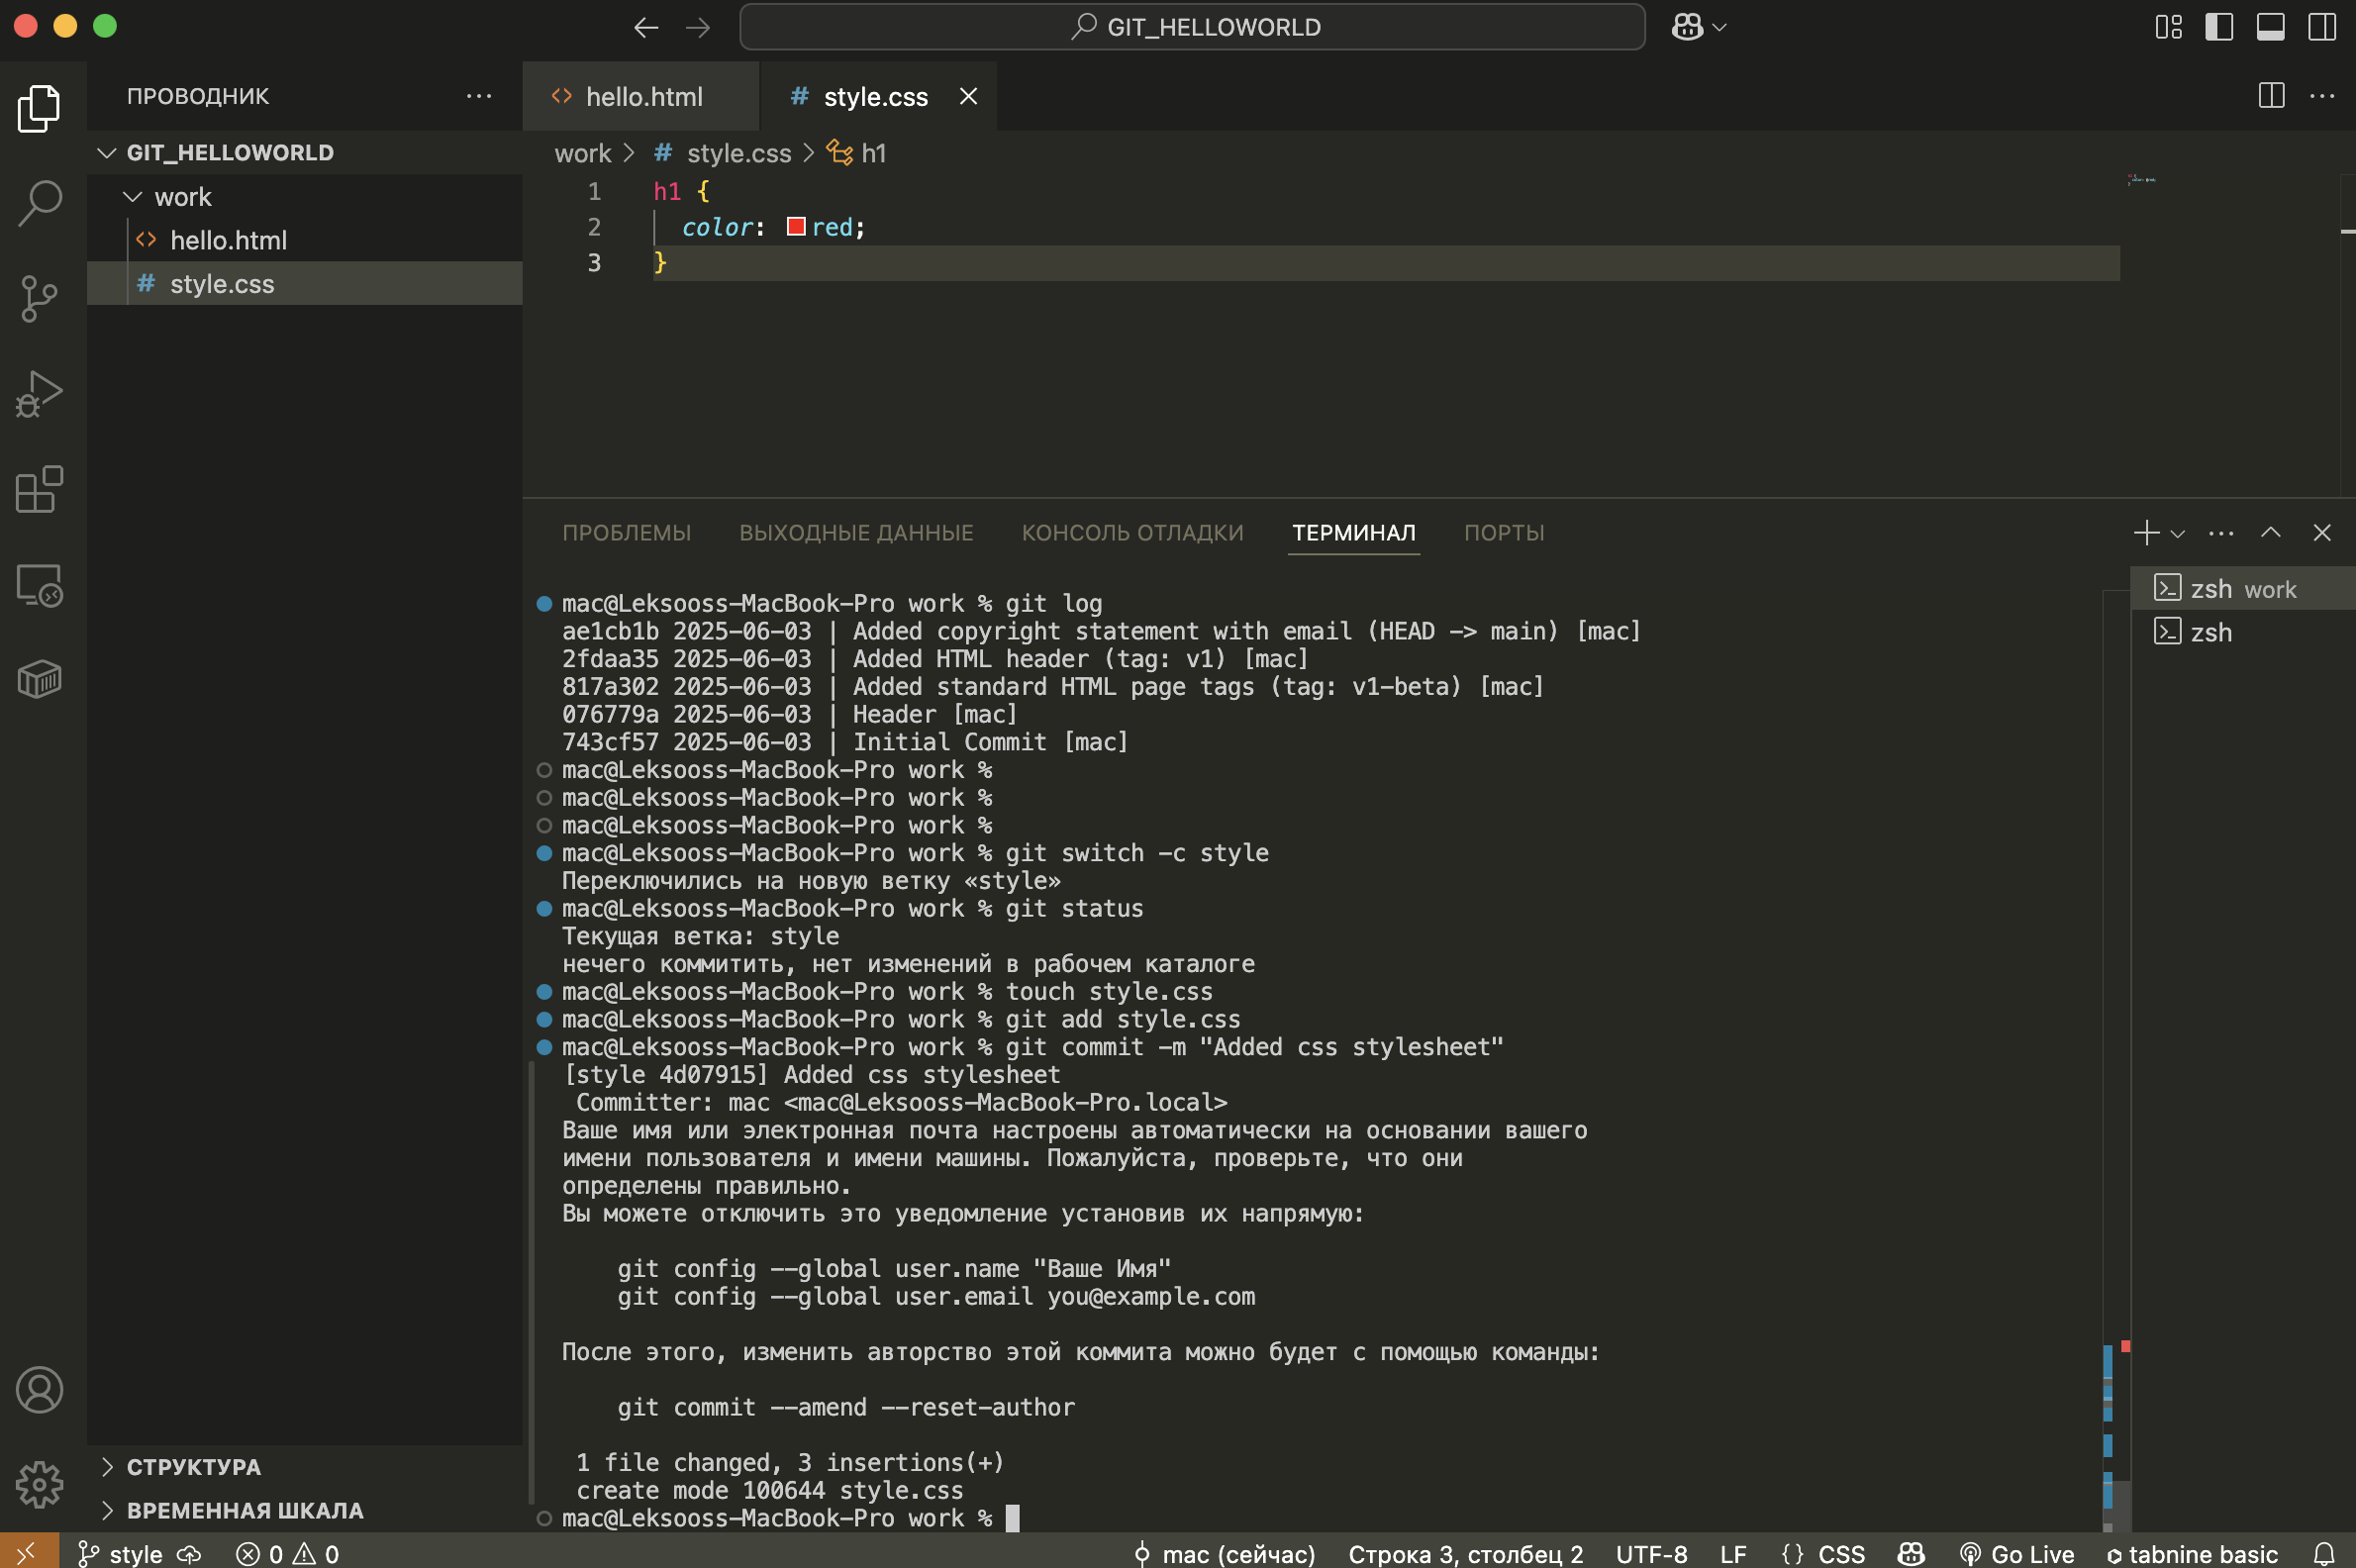 GIT_HELLOWORLD
ПРОВОДНИК
hello.html
# style.css
GIT_HELLOWORLD
work
hello.html
# style.css
work > # style.css > h1
1 h1 {
2 color: red;
3 }
ПРОБЛЕМЫ ВЫХОДНЫЕ ДАННЫЕ КОНСОЛЬ ОТЛАДКИ ТЕРМИНАЛ ПОРТЫ
zsh work
zsh
mac@Leksooss-MacBook-Pro work % git log
ae1cb1b 2025-06-03 | Added copyright statement with email (HEAD -> main) [mac]
2fdaa35 2025-06-03 | Added HTML header (tag: v1) [mac]
817a302 2025-06-03 | Added standard HTML page tags (tag: v1-beta) [mac]
076779a 2025-06-03 | Header [mac]
743cf57 2025-06-03 | Initial Commit [mac]
mac@Leksooss-MacBook-Pro work %
mac@Leksooss-MacBook-Pro work %
mac@Leksooss-MacBook-Pro work %
mac@Leksooss-MacBook-Pro work % git switch -c style
Переключились на новую ветку «style»
mac@Leksooss-MacBook-Pro work % git status
Текущая ветка: style
нечего коммитить, нет изменений в рабочем каталоге
mac@Leksooss-MacBook-Pro work % touch style.css
mac@Leksooss-MacBook-Pro work % git add style.css
mac@Leksooss-MacBook-Pro work % git commit -m "Added css stylesheet"
[style 4d07915] Added css stylesheet
Committer: mac <mac@Leksooss-MacBook-Pro.local>
Ваше имя или электронная почта настроены автоматически на основании вашего
имени пользователя и имени машины. Пожалуйста, проверьте, что они
определены правильно.
Вы можете отключить это уведомление установив их напрямую:
git config --global user.name "Ваше Имя"
git config --global user.email you@example.com
После этого, изменить авторство этой коммита можно будет с помощью команды:
git commit --amend --reset-author
1 file changed, 3 insertions(+)
create mode 100644 style.css
mac@Leksooss-MacBook-Pro work %
СТРУКТУРА
ВРЕМЕННАЯ ШКАЛА
style 0 0 mac (сейчас) Строка 3, столбец 2 UTF-8 LF {} CSS Go Live tabnine basic